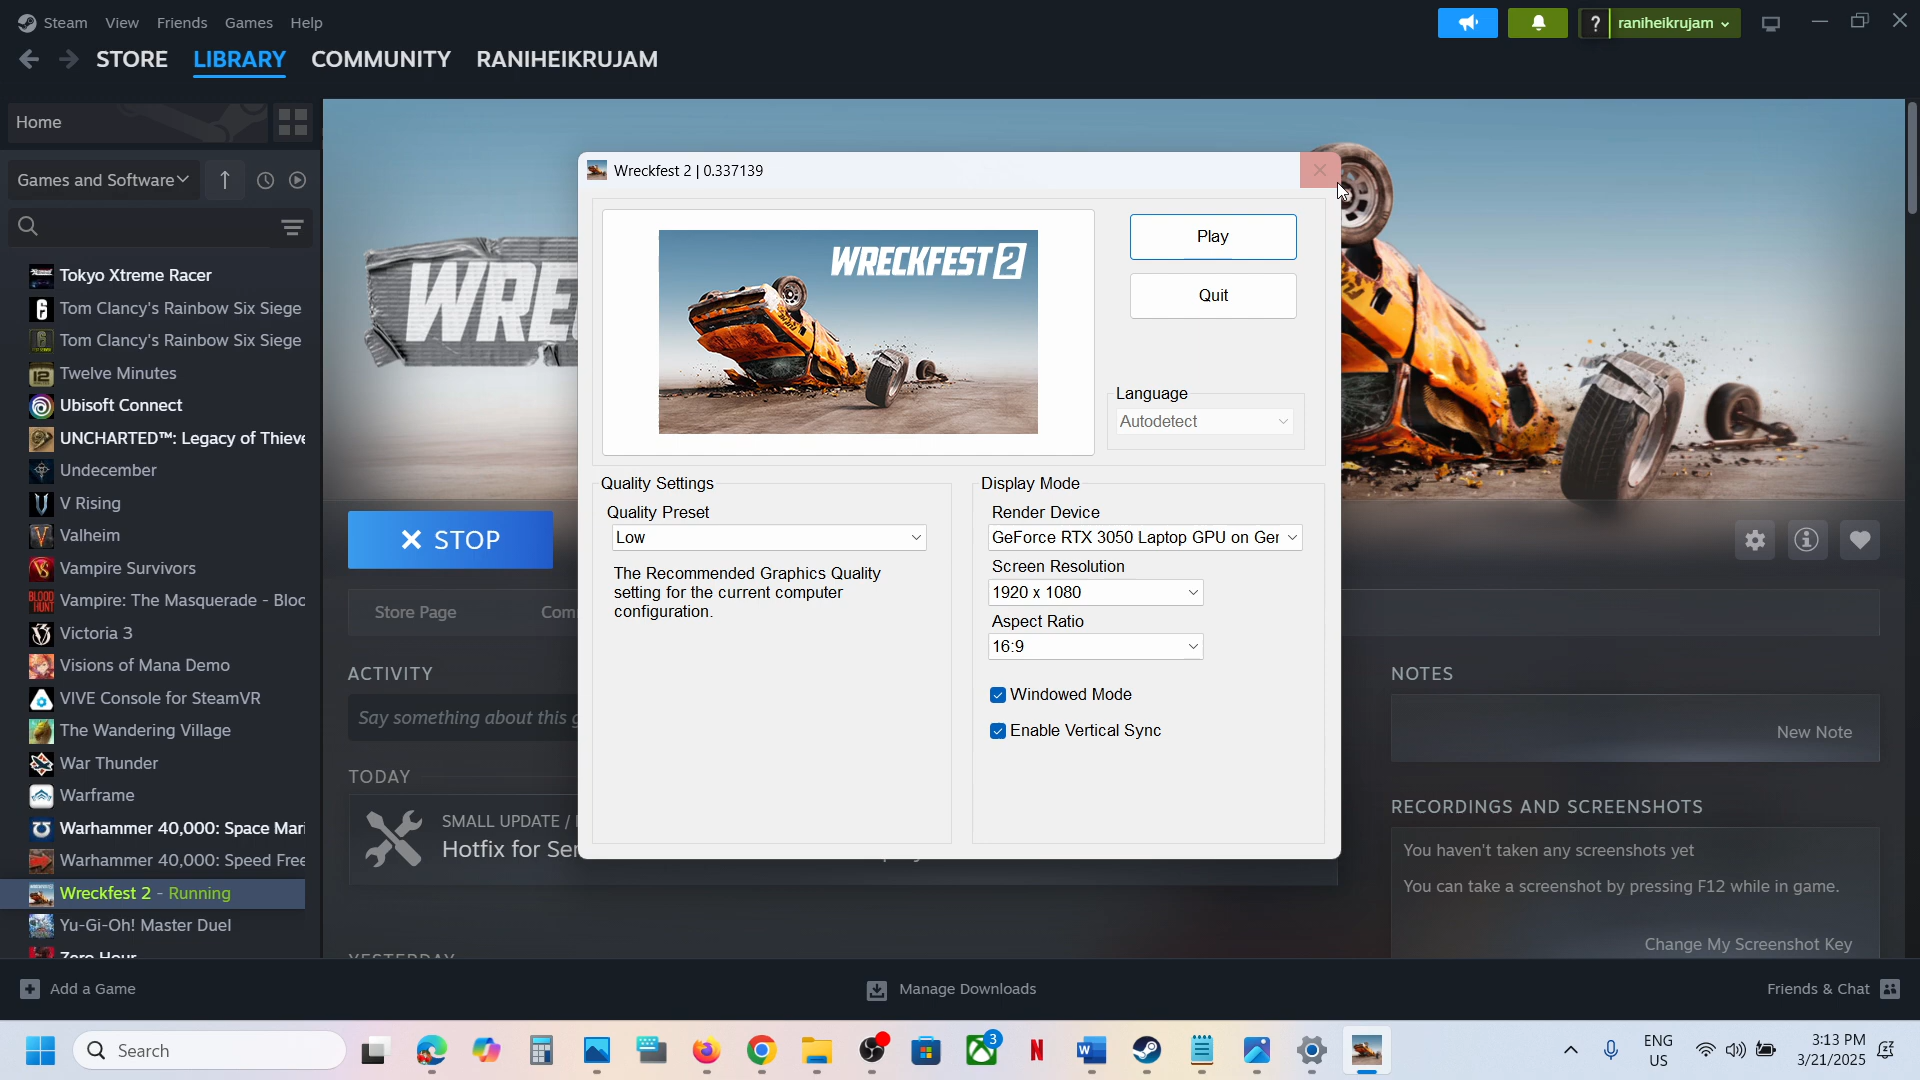 Steam View Friends Games Help
raniheikrujam
STORE LIBRARY COMMUNITY RANIHEIKRUJAM
Home
Games and Software
Tokyo Xtreme Racer
Tom Clancy's Rainbow Six Siege
Tom Clancy's Rainbow Six Siege
Twelve Minutes
Ubisoft Connect
UNCHARTED™: Legacy of Thieve
Undecember
V Rising
Valheim
Vampire Survivors
Vampire: The Masquerade - Bloo
Victoria 3
Visions of Mana Demo
VIVE Console for SteamVR
The Wandering Village
War Thunder
Warframe
Warhammer 40,000: Space Mari
Warhammer 40,000: Speed Free
Wreckfest 2 - Running
Yu-Gi-Oh! Master Duel
Zero Hour
WRE
STOP
Store Page Com
ACTIVITY
Say something about this g
TODAY
SMALL UPDATE /
Hotfix for Ser
YESTERDAY
Wreckfest 2 | 0.337139
WRECKFEST 2
Play
Quit
Language
Autodetect
Quality Settings
Quality Preset
Low
The Recommended Graphics Quality
setting for the current computer
configuration.
Display Mode
Render Device
GeForce RTX 3050 Laptop GPU on Ger
Screen Resolution
1920 x 1080
Aspect Ratio
16:9
Windowed Mode
Enable Vertical Sync
NOTES
New Note
RECORDINGS AND SCREENSHOTS
You haven't taken any screenshots yet
You can take a screenshot by pressing F12 while in game.
Change My Screenshot Key
Add a Game
Manage Downloads
Friends & Chat
Search
3
ENG
US
3:13 PM
3/21/2025